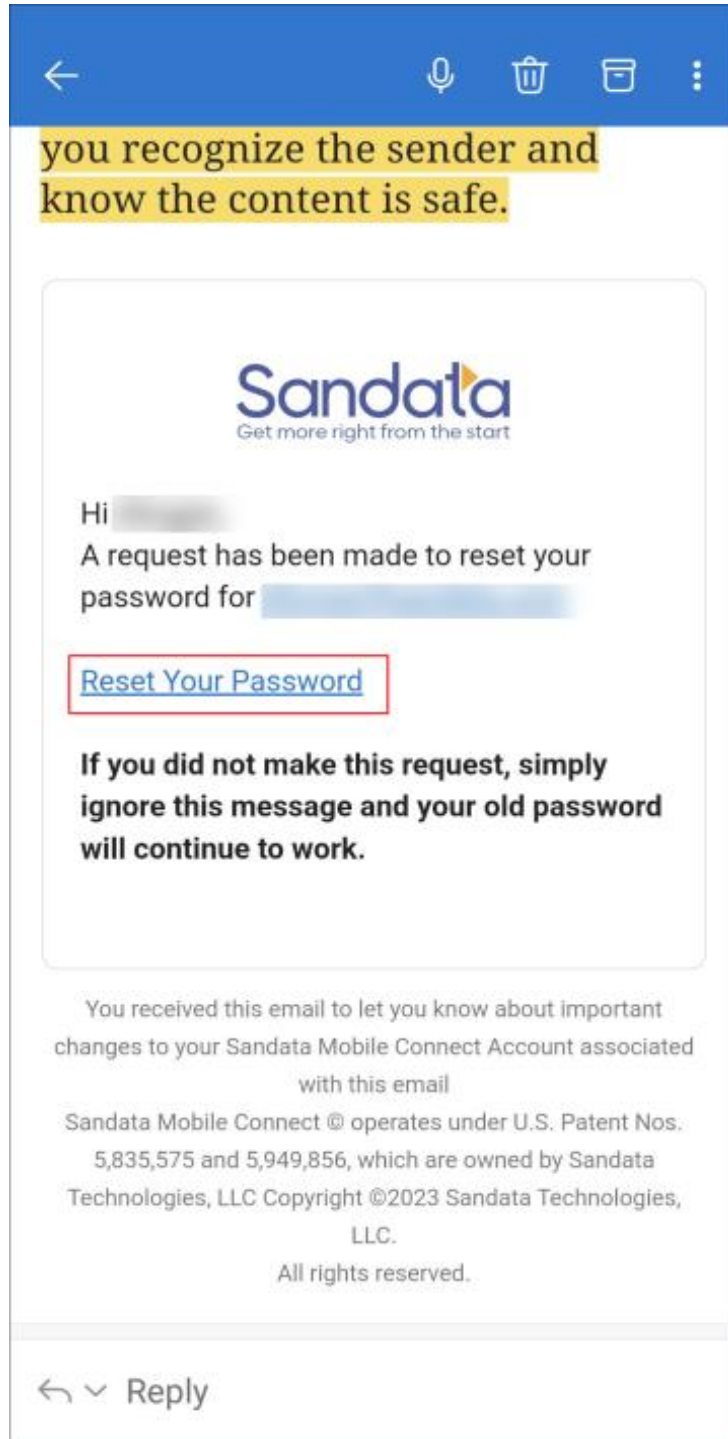 you recognize the sender and
know the content is safe.
Sandata
Get more right from the start
Hi
A request has been made to reset your
password for
Reset Your Password
If you did not make this request, simply
ignore this message and your old password
will continue to work.
You received this email to let you know about important
changes to your Sandata Mobile Connect Account associated
with this email
Sandata Mobile Connect © operates under U.S. Patent Nos.
5,835,575 and 5,949,856, which are owned by Sandata
Technologies, LLC Copyright ©2023 Sandata Technologies,
LLC.
All rights reserved.
Reply